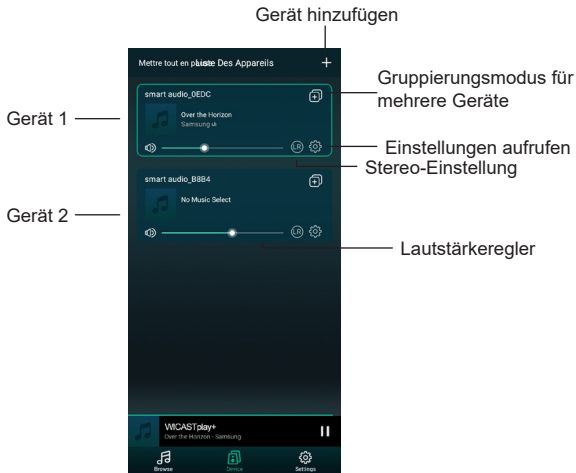 Gerät hinzufügen
Mettre tout en pause Liste Des Appareils
smart audio_0EDC
Over the Horizon
Samsung
LR
Gruppierungsmodus für
mehrere Geräte
Gerät 1
Einstellungen aufrufen
Stereo-Einstellung
smart audio_B8B4
No Music Select
LR
Gerät 2
Lautstärkeregler
WICASTplay+
Over the Horizon - Samsung
Browse
Device
Settings